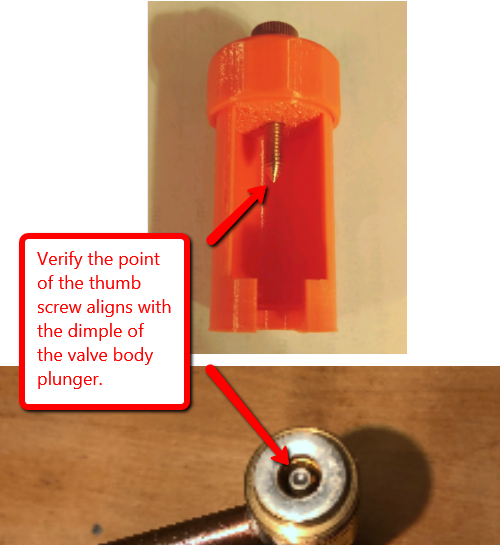 Verify the point
of the thumb
screw aligns with
the dimple of
the valve body
plunger.